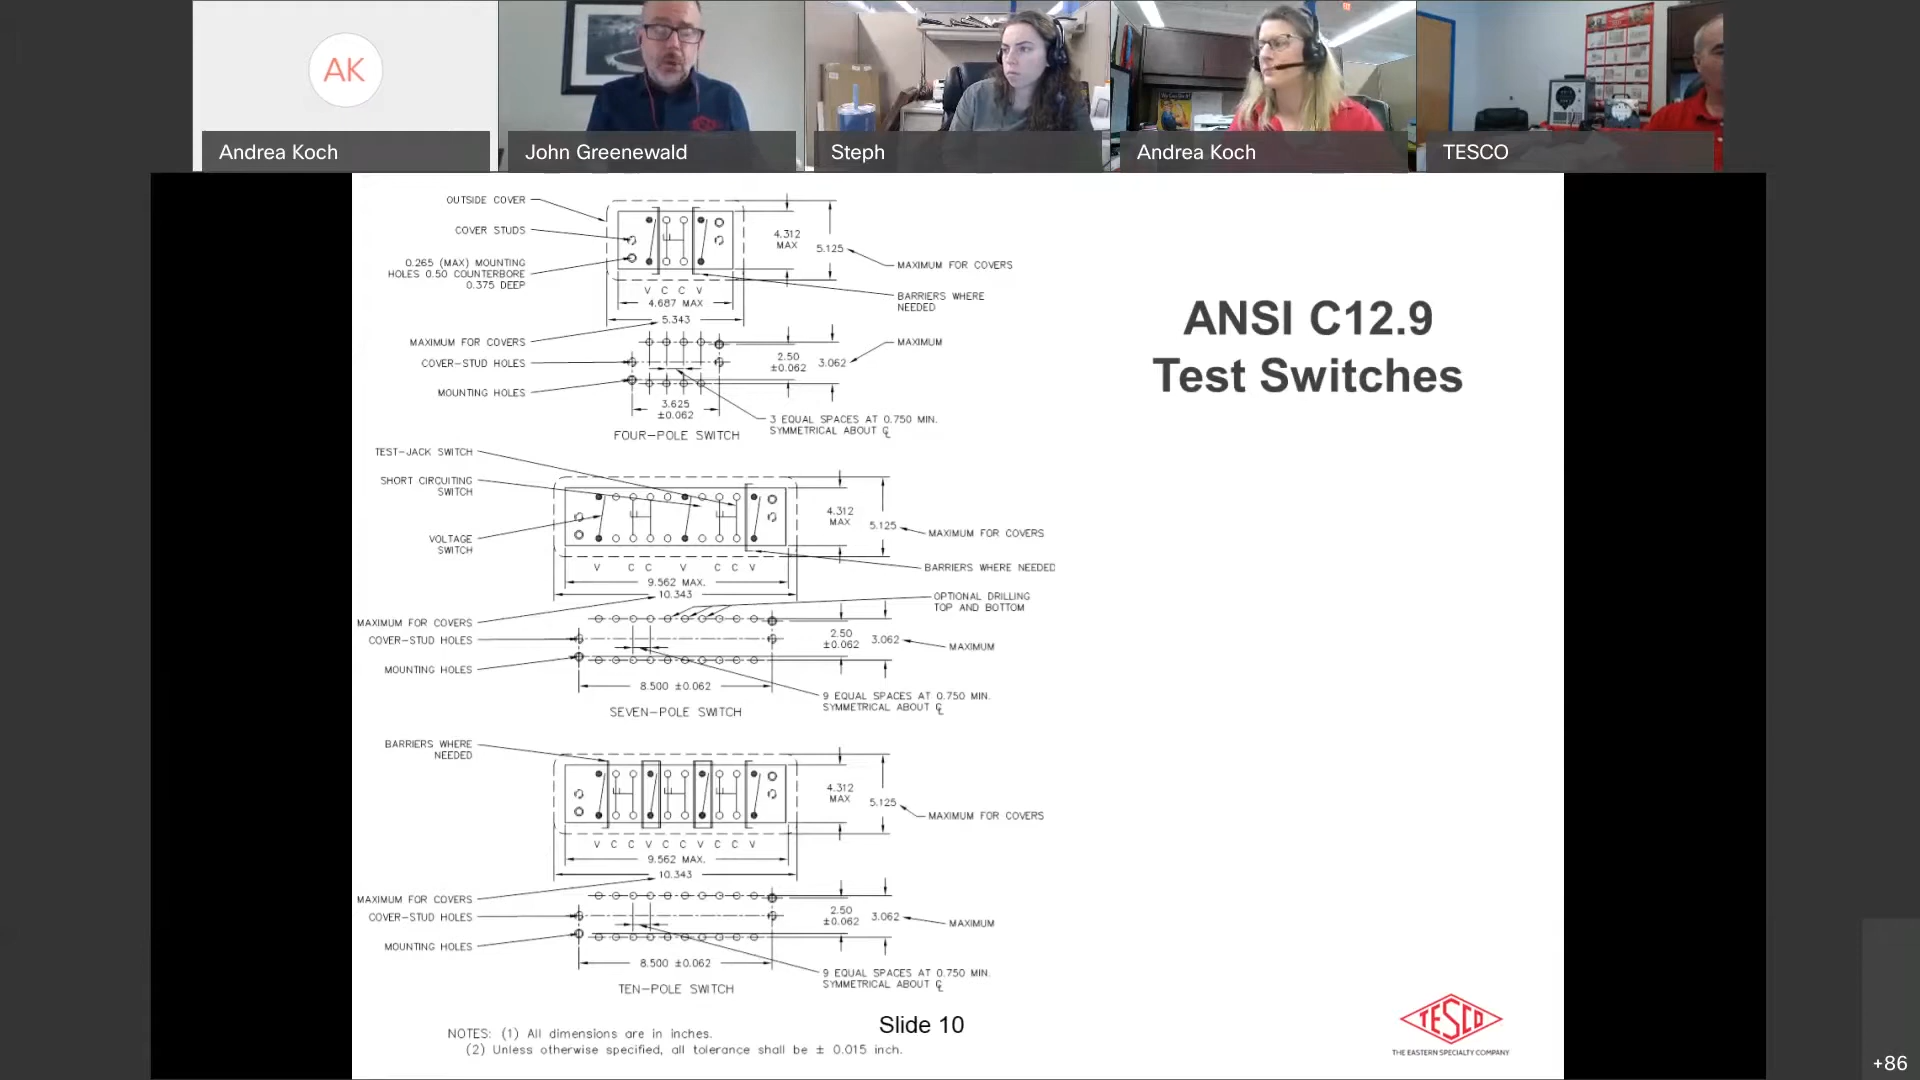 AK
Andrea Koch
John Greenewald
Steph
Andrea Koch
TESCO
OUTSIDE COVER
COVER STUDS
0.265 (MAX) MOUNTING
HOLES 0.50 COUNTERBORE
0.375 DEEP
4.312
MAX
5.125
MAXIMUM FOR COVERS
BARRIERS WHERE
NEEDED
V C C V
4.687 MAX
5.343
MAXIMUM FOR COVERS
COVER-STUD HOLES
MOUNTING HOLES
2.50
±0.062
3.062
MAXIMUM
3.625
±0.062
3 EQUAL SPACES AT 0.750 MIN.
SYMMETRICAL ABOUT ℄
FOUR-POLE SWITCH
ANSI C12.9
Test Switches
TEST-JACK SWITCH
SHORT CIRCUITING
SWITCH
VOLTAGE
SWITCH
4.312
MAX
5.125
MAXIMUM FOR COVERS
BARRIERS WHERE NEEDED
V C C V C C V
9.562 MAX.
10.343
OPTIONAL DRILLING
TOP AND BOTTOM
MAXIMUM FOR COVERS
COVER-STUD HOLES
MOUNTING HOLES
2.50
±0.062
3.062
MAXIMUM
8.500 ±0.062
9 EQUAL SPACES AT 0.750 MIN.
SYMMETRICAL ABOUT ℄
SEVEN-POLE SWITCH
BARRIERS WHERE
NEEDED
4.312
MAX
5.125
MAXIMUM FOR COVERS
V C C V C C V C C V
9.562 MAX.
10.343
MAXIMUM FOR COVERS
COVER-STUD HOLES
MOUNTING HOLES
2.50
±0.062
3.062
MAXIMUM
8.500 ±0.062
9 EQUAL SPACES AT 0.750 MIN.
SYMMETRICAL ABOUT ℄
TEN-POLE SWITCH
NOTES: (1) All dimensions are in inches.
(2) Unless otherwise specified, all tolerance shall be ± 0.015 inch.
Slide 10
TESCO
THE EASTERN SPECIALTY COMPANY
+86